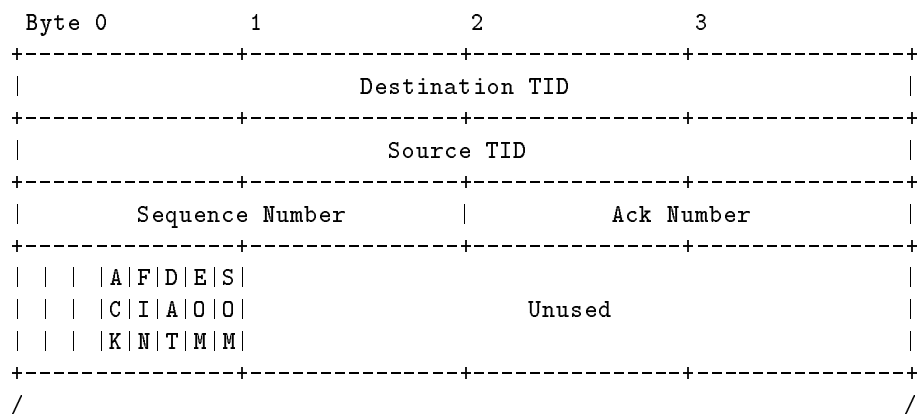 Byte 0 1 2 3
+---------------+---------------+---------------+---------------+
| Destination TID |
+---------------+---------------+---------------+---------------+
| Source TID |
+---------------+---------------+---------------+---------------+
| Sequence Number | Ack Number |
+---------------+---------------+---------------+---------------+
| | | |A|F|D|E|S| |
| | | |C|I|A|O|O| Unused |
| | | |K|N|T|M|M| |
+---------------+---------------+---------------+---------------+
/ /